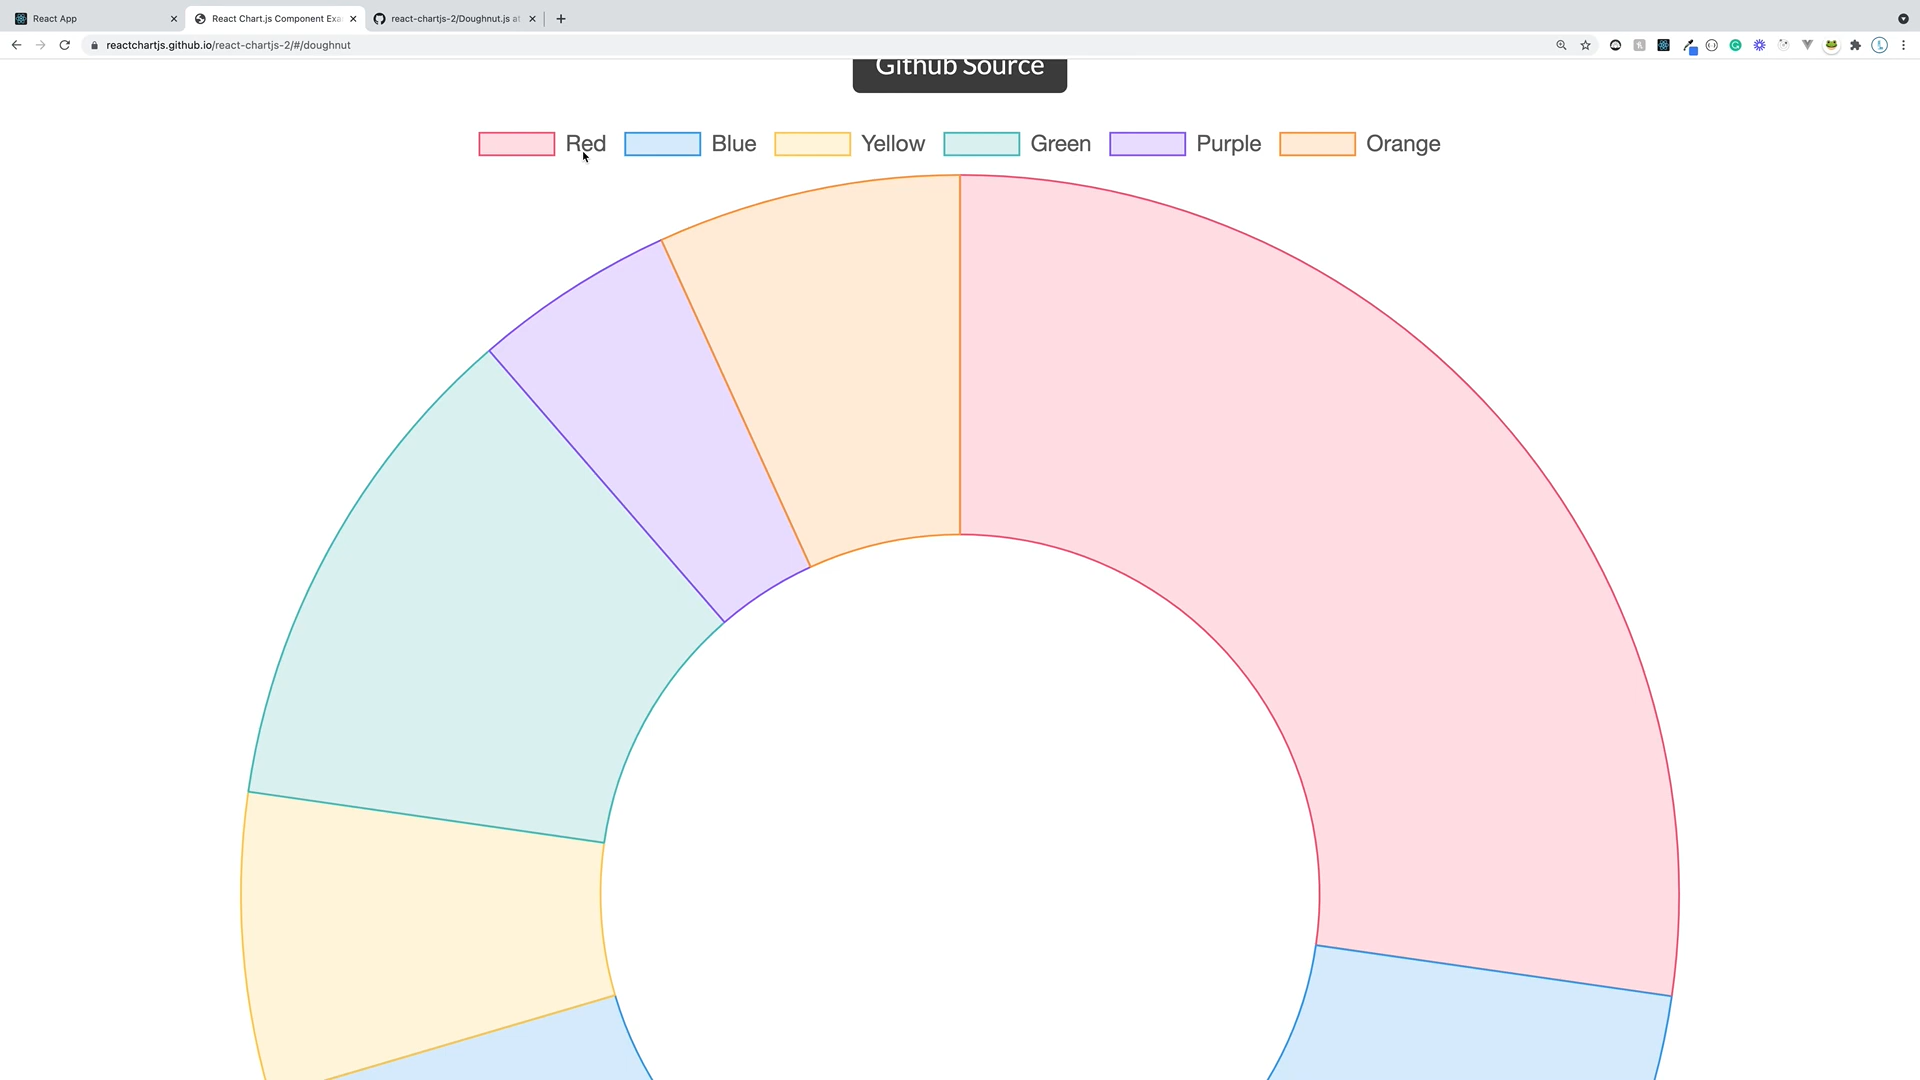 React App
React Chart.js Component Exa
react-chartjs-2/Doughnut.js at
reactchartjs.github.io/react-chartjs-2/#/doughnut
Github Source
Red
Blue
Yellow
Green
Purple
Orange